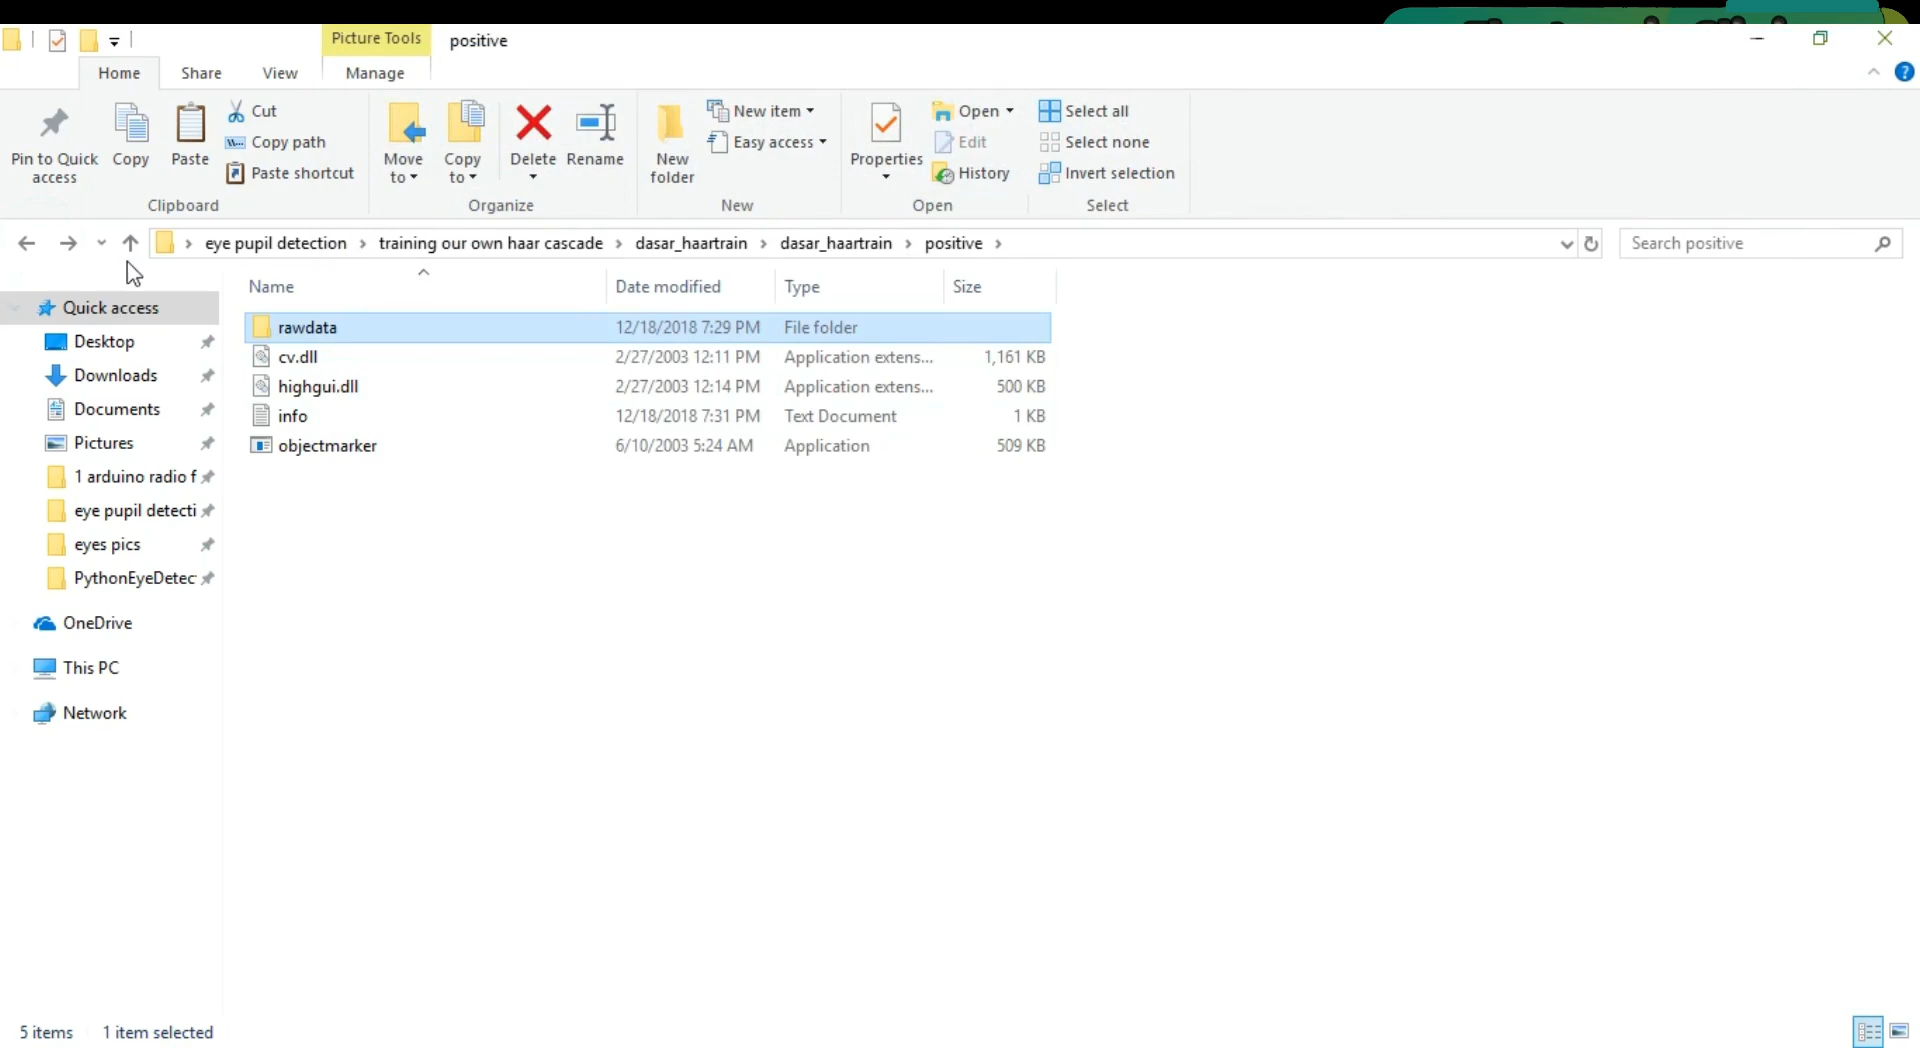 Picture Tools positive
Home Share View Manage
Pin to Quick access
Copy
Paste
Cut
Copy path
Paste shortcut
Clipboard
Move to
Copy to
Delete
Rename
Organize
New folder
New item
Easy access
New
Properties
Open
Edit
History
Open
Select all
Select none
Invert selection
Select
eye pupil detection › training our own haar cascade › dasar_haartrain › dasar_haartrain › positive ›
Search positive
Name Date modified Type Size
rawdata 12/18/2018 7:29 PM File folder
cv.dll 2/27/2003 12:11 PM Application extens... 1,161 KB
highgui.dll 2/27/2003 12:14 PM Application extens... 500 KB
info 12/18/2018 7:31 PM Text Document 1 KB
objectmarker 6/10/2003 5:24 AM Application 509 KB
Quick access
Desktop
Downloads
Documents
Pictures
1 arduino radio f
eye pupil detecti
eyes pics
PythonEyeDetec
OneDrive
This PC
Network
5 items 1 item selected